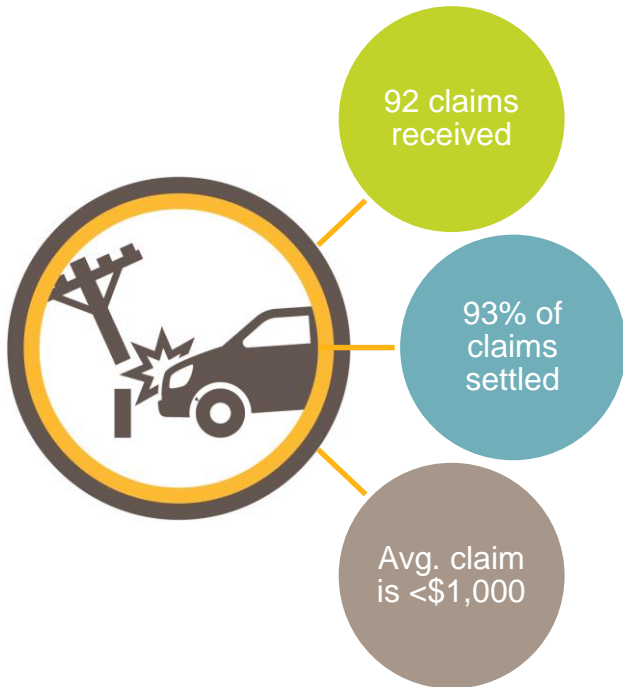 92 claims
received
93% of
claims
settled
Avg. claim
is <$1,000